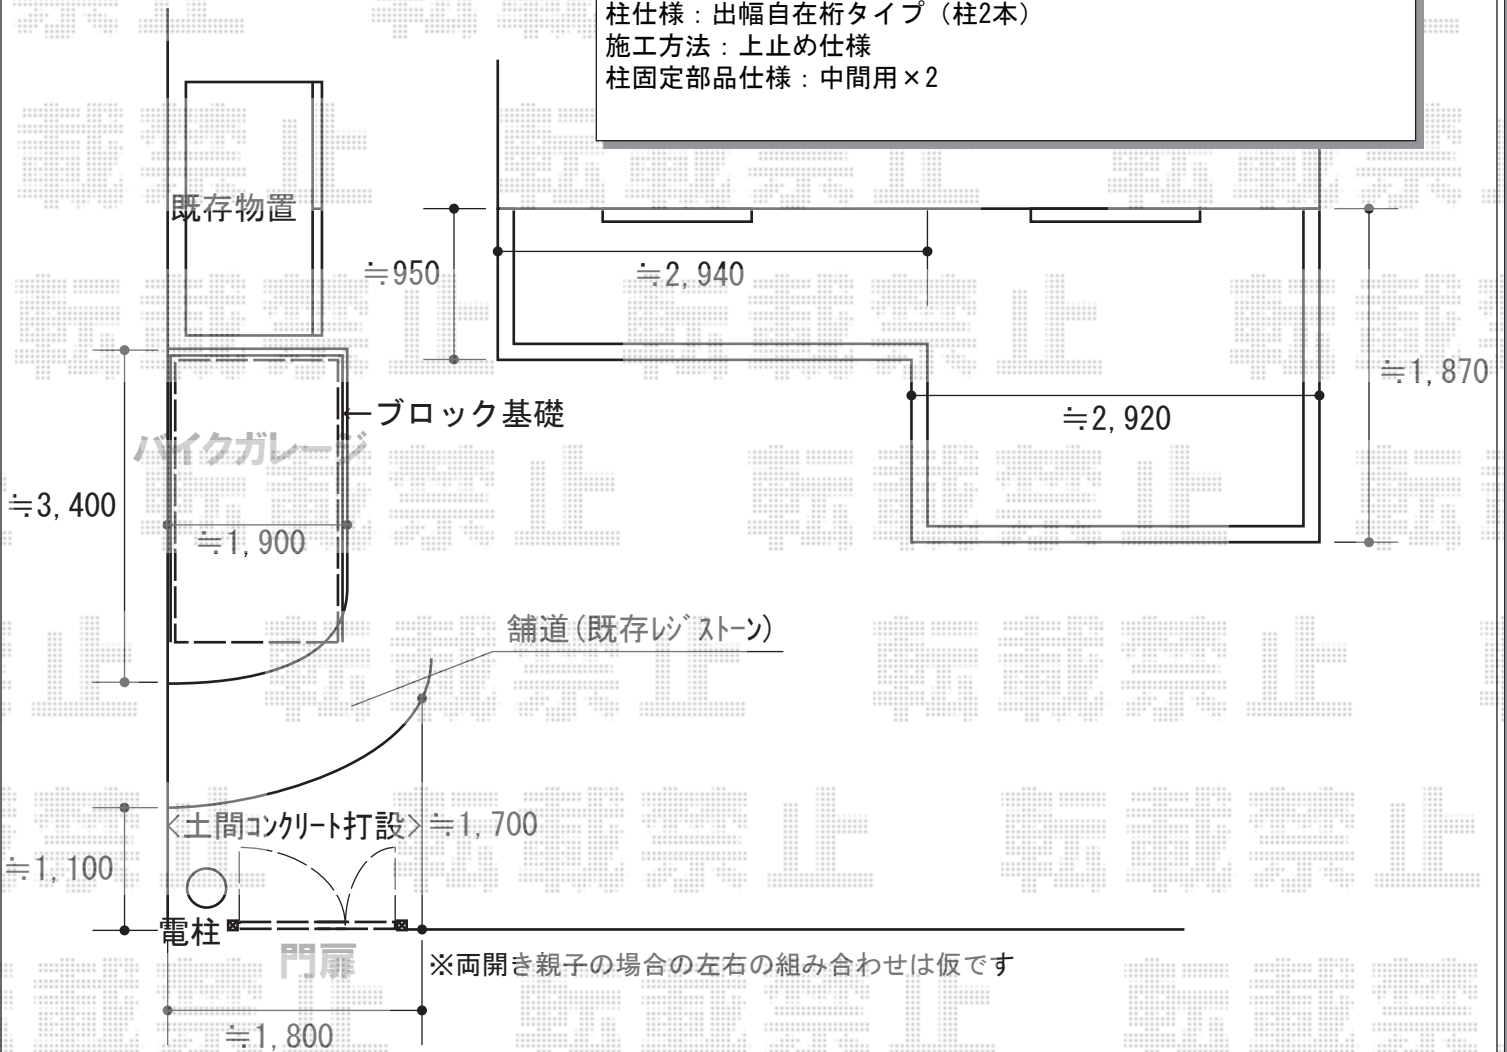 柱仕様：出幅自在桁タイプ（柱2本）
施工方法：上止め仕様
柱固定部品仕様：中間用×2
既存物置
≒950
≒2,940
≒1,870
←ブロック基礎
≒2,920
バイクガレージ
≒3,400
≒1,900
舗道(既存ﾚｼﾞｽﾄｰﾝ)
<土間ｺﾝｸﾘｰﾄ打設>
≒1,700
≒1,100
電柱
門扉
※両開き親子の場合の左右の組み合わせは仮です
≒1,800
転載禁止